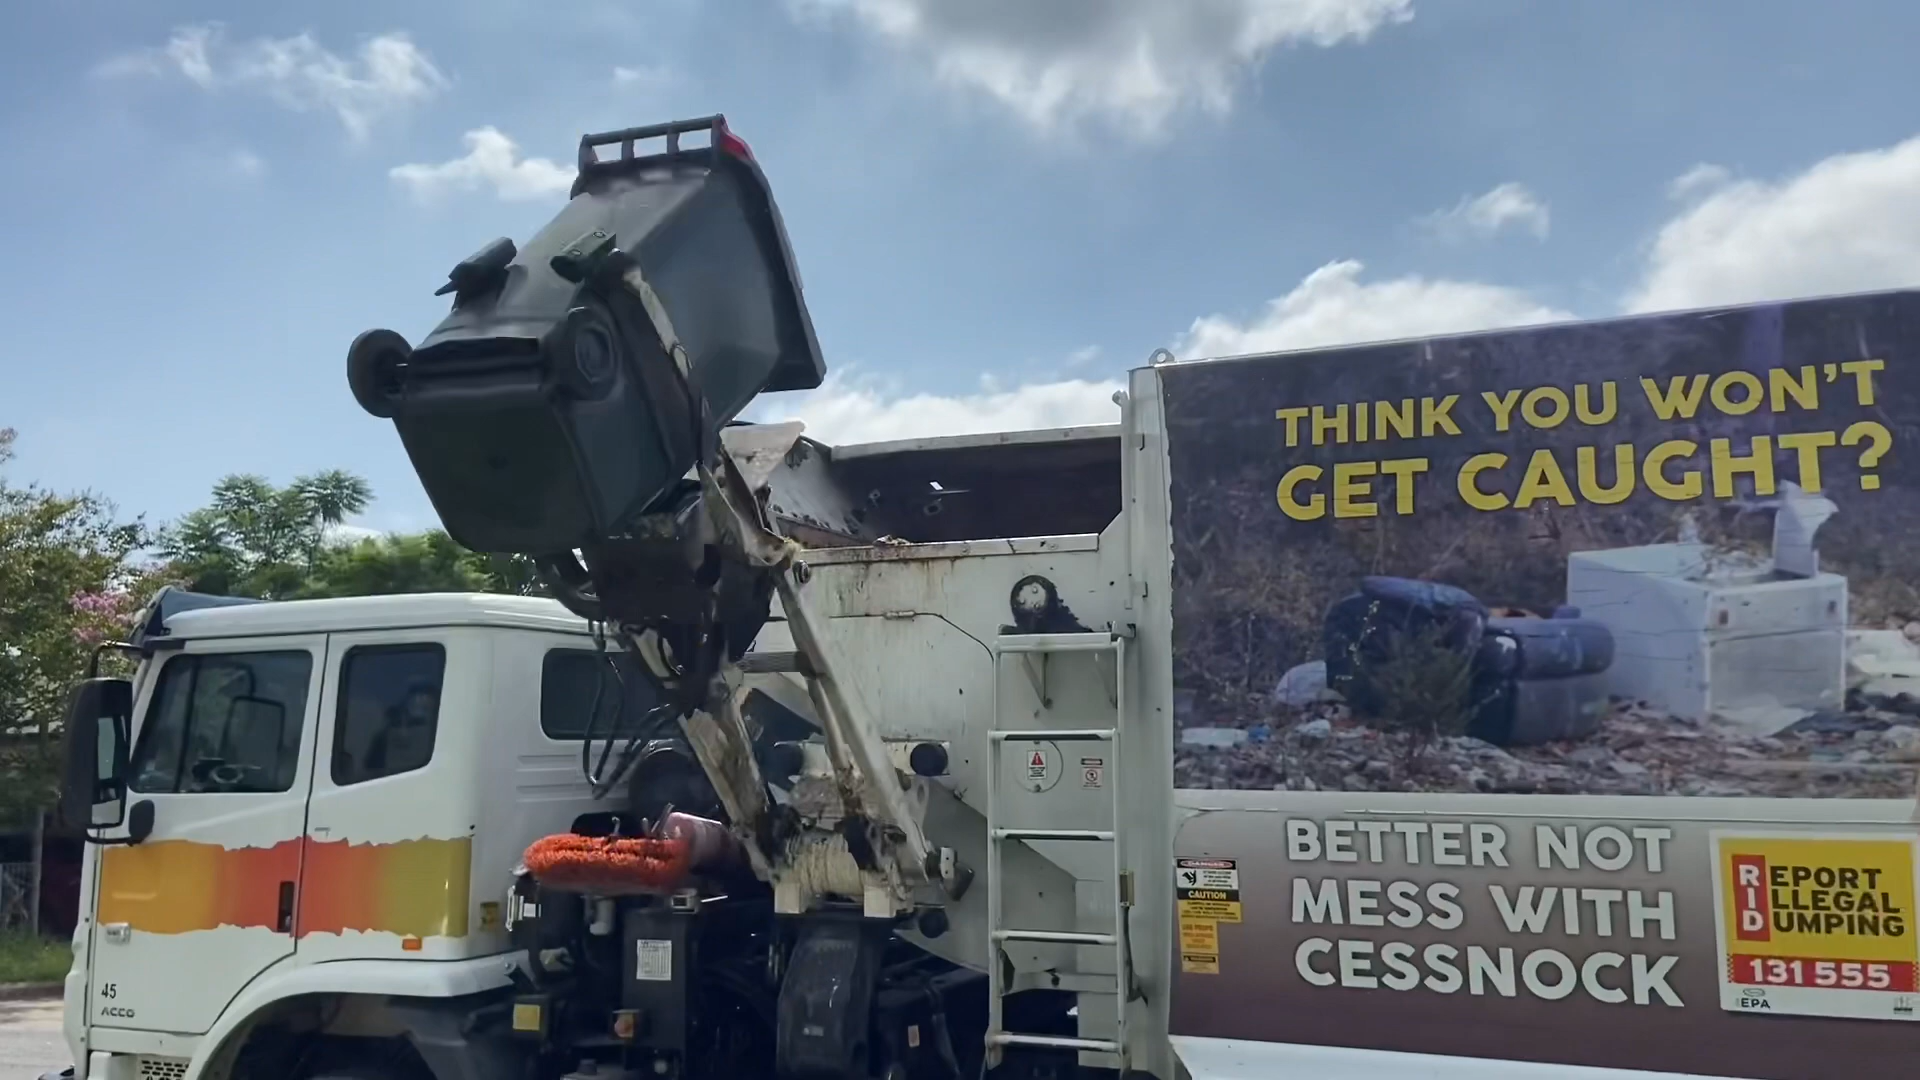 THINK YOU WON'T
GET CAUGHT?
BETTER NOT
MESS WITH
CESSNOCK
REPORT
ILLEGAL
DUMPING
131 555
EPA
DANGER
CAUTION
45
ACCO